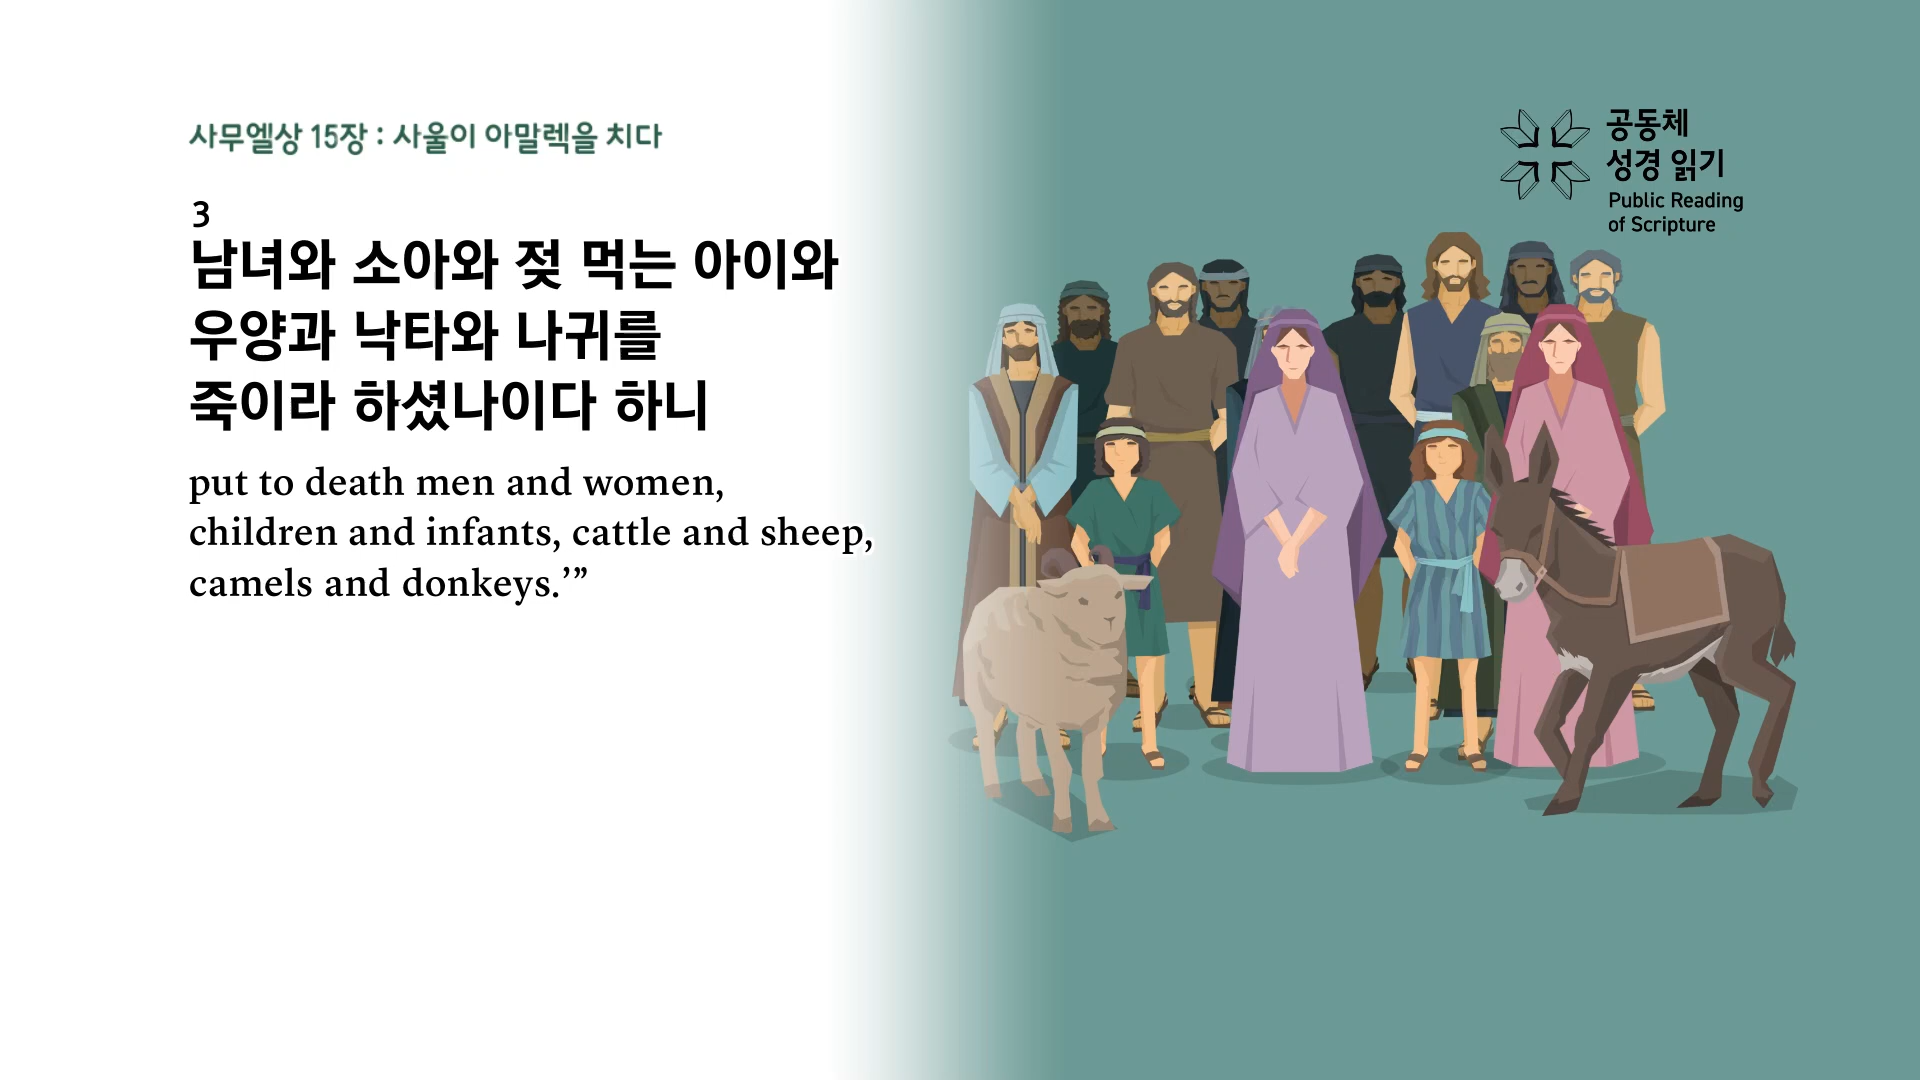 사무엘상 15장 : 사울이 아말렉을 치다
3
남녀와 소아와 젖 먹는 아이와
우양과 낙타와 나귀를
죽이라 하셨나이다 하니
put to death men and women,
children and infants, cattle and sheep,
camels and donkeys.’”
공동체
성경 읽기
Public Reading
of Scripture